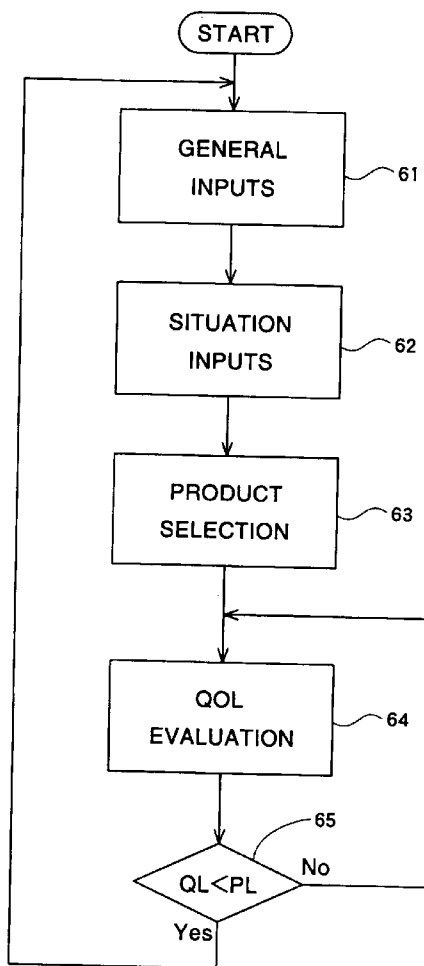 START
GENERAL
INPUTS
61
SITUATION
INPUTS
62
PRODUCT
SELECTION
63
QOL
EVALUATION
64
65
QL<PL
No
Yes